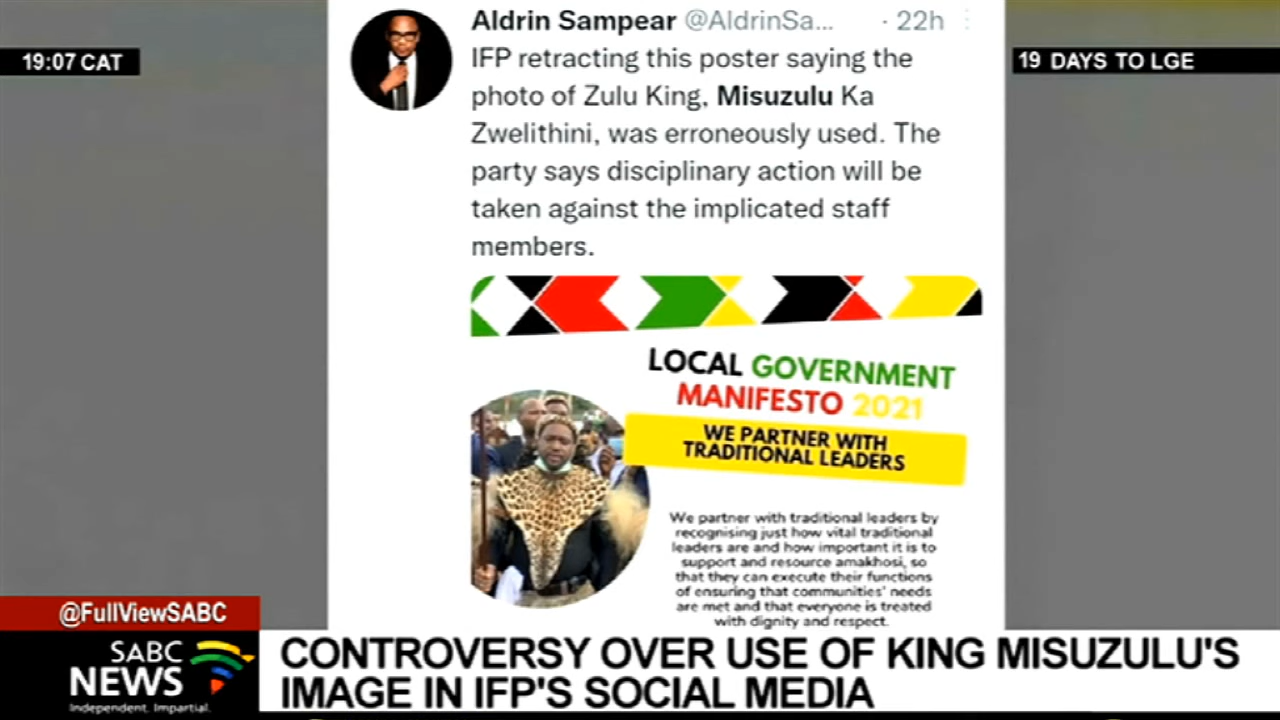 Aldrin Sampear @AldrinSa... · 22h
IFP retracting this poster saying the
photo of Zulu King, Misuzulu Ka
Zwelithini, was erroneously used. The
party says disciplinary action will be
taken against the implicated staff
members.
19:07 CAT
19 DAYS TO LGE
LOCAL GOVERNMENT
MANIFESTO 2021
WE PARTNER WITH
TRADITIONAL LEADERS
We partner with traditional leaders by
recognising just how vital traditional
leaders are and how important it is to
support and resource amakhosi, so
that they can execute their functions
of ensuring that communities' needs
are met and that everyone is treated
with dignity and respect.
@FullViewSABC
SABC
NEWS
Independent. Impartial.
CONTROVERSY OVER USE OF KING MISUZULU'S
IMAGE IN IFP'S SOCIAL MEDIA